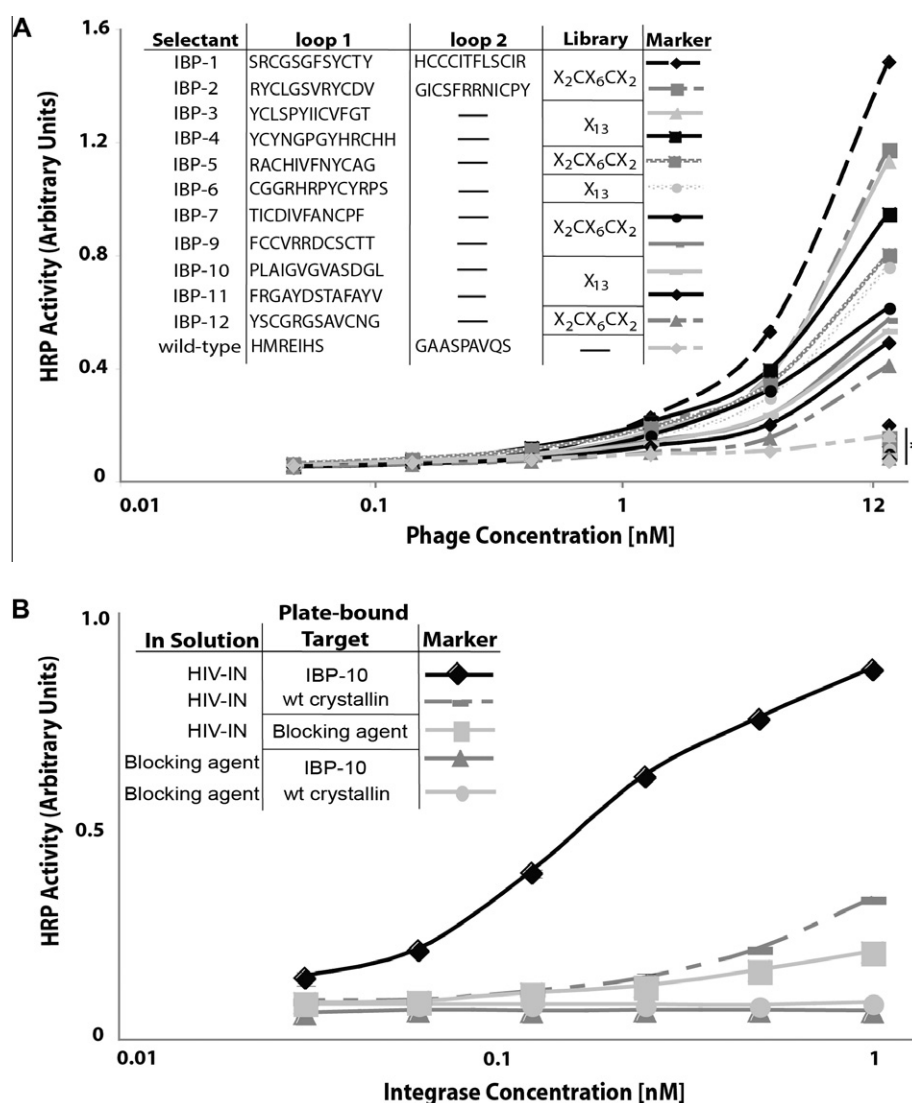 A
1.6
Selectant loop 1 loop 2 Library Marker
IBP-1 SRCGSGFSYCTY HCCCITFLSCIR
X2CX6CX2
IBP-2 RYCLGSVRYCDV GICSFRRNICPY
IBP-3 YCLSPYIICVFGT —
X13
IBP-4 YCYNGPGYHRCHH —
IBP-5 RACHIVFNYCAG — X2CX6CX2
IBP-6 CGGRHRPYCYRPS — X13
IBP-7 TICDIVFANCPF —
X2CX6CX2
IBP-9 FCCVRRDCSCTT —
IBP-10 PLAIGVGVASDGL —
X13
IBP-11 FRGAYDSTAFAYV —
IBP-12 YSCGRGSAVCNG — X2CX6CX2
wild-type HMREIHS GAASPAVQS —
1.2
0.8
0.4
0
HRP Activity (Arbitrary Units)
*
0.01 0.1 1 12
Phage Concentration [nM]
B
1.0
Plate-bound
In Solution Target Marker
HIV-IN IBP-10
HIV-IN wt crystallin
HIV-IN Blocking agent
Blocking agent IBP-10
Blocking agent wt crystallin
0.5
0
HRP Activity (Arbitrary Units)
0.01 0.1 1
Integrase Concentration [nM]